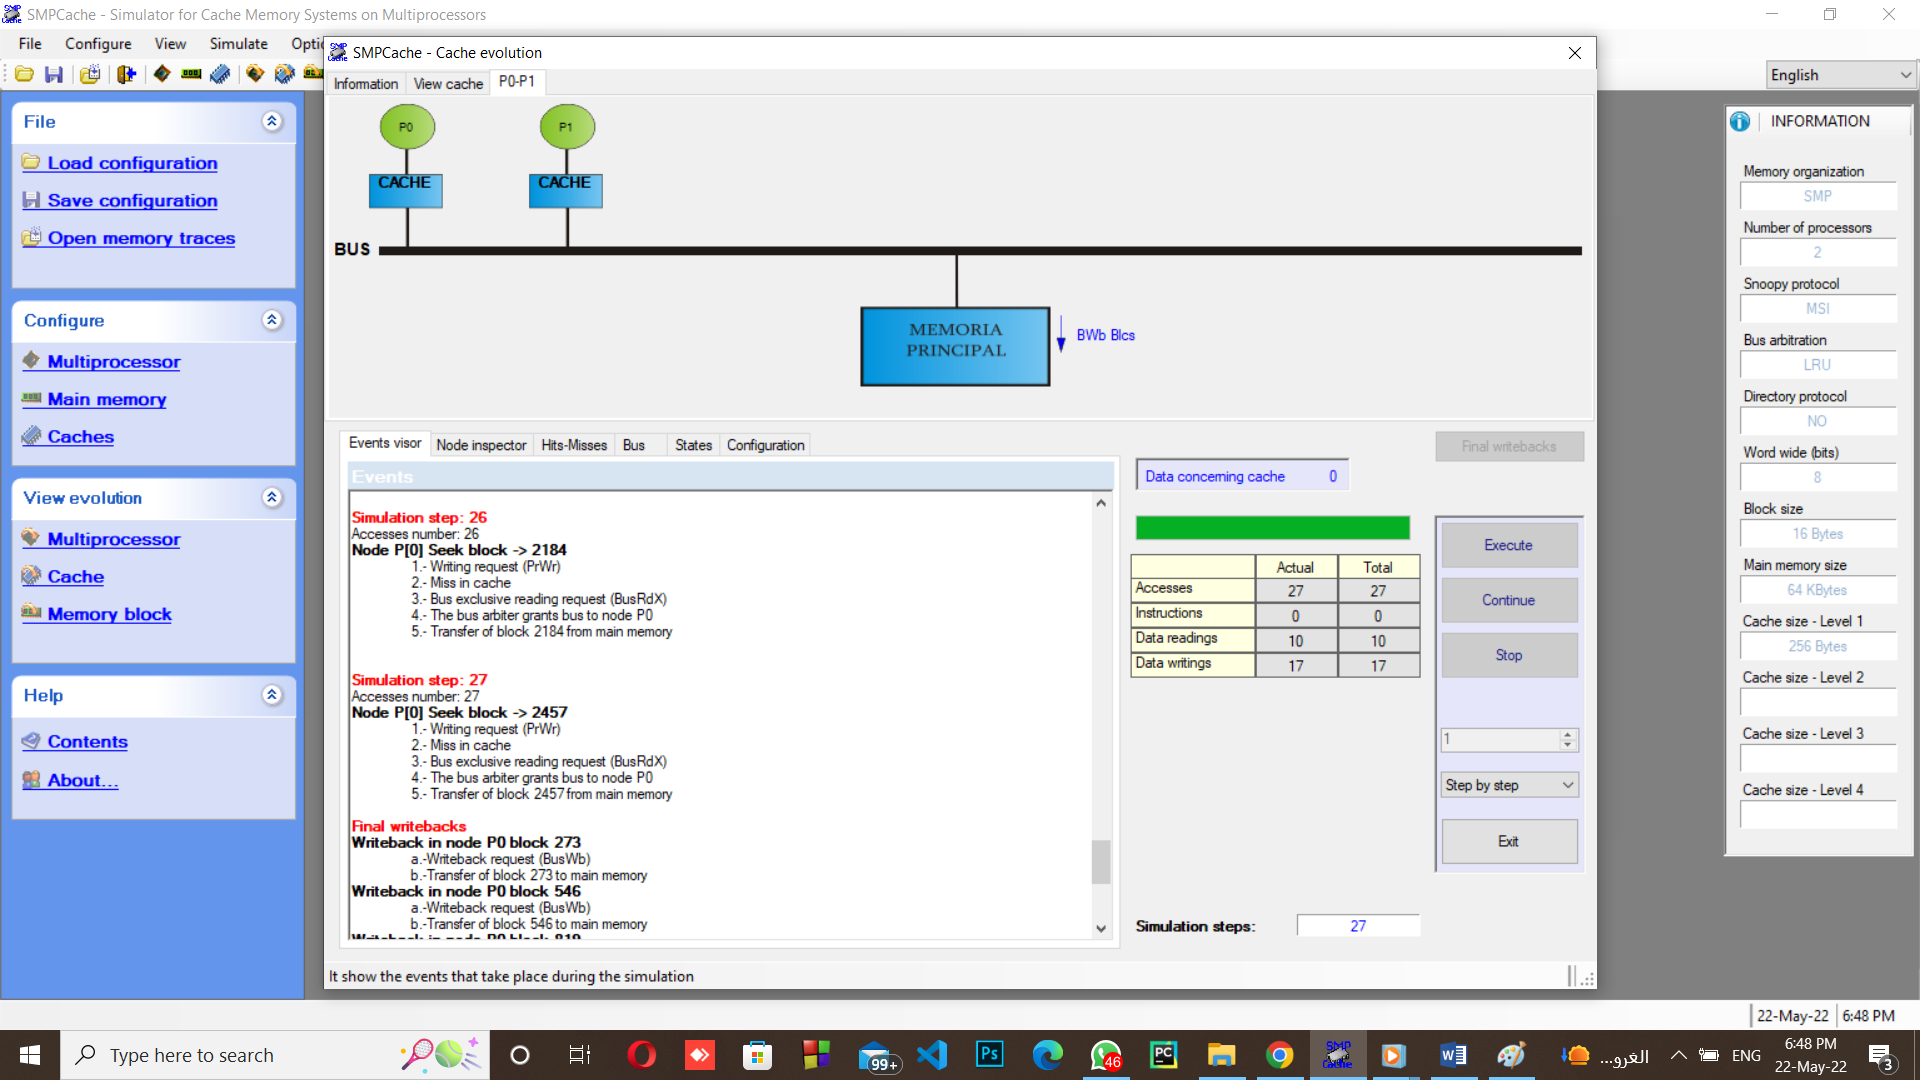 SMPCache - Simulator for Cache Memory Systems on Multiprocessors
File Configure View Simulate
SMPCache - Cache evolution
English
Information View cache P0-P1
P0 P1
CACHE CACHE
BUS
MEMORIA
PRINCIPAL
BWb Blcs
File
Load configuration
Save configuration
Open memory traces
Configure
Multiprocessor
Main memory
Caches
View evolution
Multiprocessor
Cache
Memory block
Help
Contents
About...
Events visor Node inspector Hits-Misses Bus States Configuration
Events
Simulation step: 26
Accesses number: 26
Node P[0] Seek block -> 2184
1.- Writing request (PrWr)
2.- Miss in cache
3.- Bus exclusive reading request (BusRdX)
4.- The bus arbiter grants bus to node P0
5.- Transfer of block 2184 from main memory
Simulation step: 27
Accesses number: 27
Node P[0] Seek block -> 2457
1.- Writing request (PrWr)
2.- Miss in cache
3.- Bus exclusive reading request (BusRdX)
4.- The bus arbiter grants bus to node P0
5.- Transfer of block 2457 from main memory
Final writebacks
Writeback in node P0 block 273
a.-Writeback request (BusWb)
b.-Transfer of block 273 to main memory
Writeback in node P0 block 546
a.-Writeback request (BusWb)
b.-Transfer of block 546 to main memory
Writeback in node P0 block 819
Data concerning cache 0
Actual Total
Accesses 27 27
Instructions 0 0
Data readings 10 10
Data writings 17 17
Simulation steps: 27
Final writebacks
Execute
Continue
Stop
1
Step by step
Exit
It show the events that take place during the simulation
INFORMATION
Memory organization
SMP
Number of processors
2
Snoopy protocol
MSI
Bus arbitration
LRU
Directory protocol
NO
Word wide (bits)
8
Block size
16 Bytes
Main memory size
64 KBytes
Cache size - Level 1
256 Bytes
Cache size - Level 2
Cache size - Level 3
Cache size - Level 4
22-May-22 6:48 PM
Type here to search
99+
Ps
46
PC
SMP
Cache
الغرو...
ENG
6:48 PM
22-May-22
3